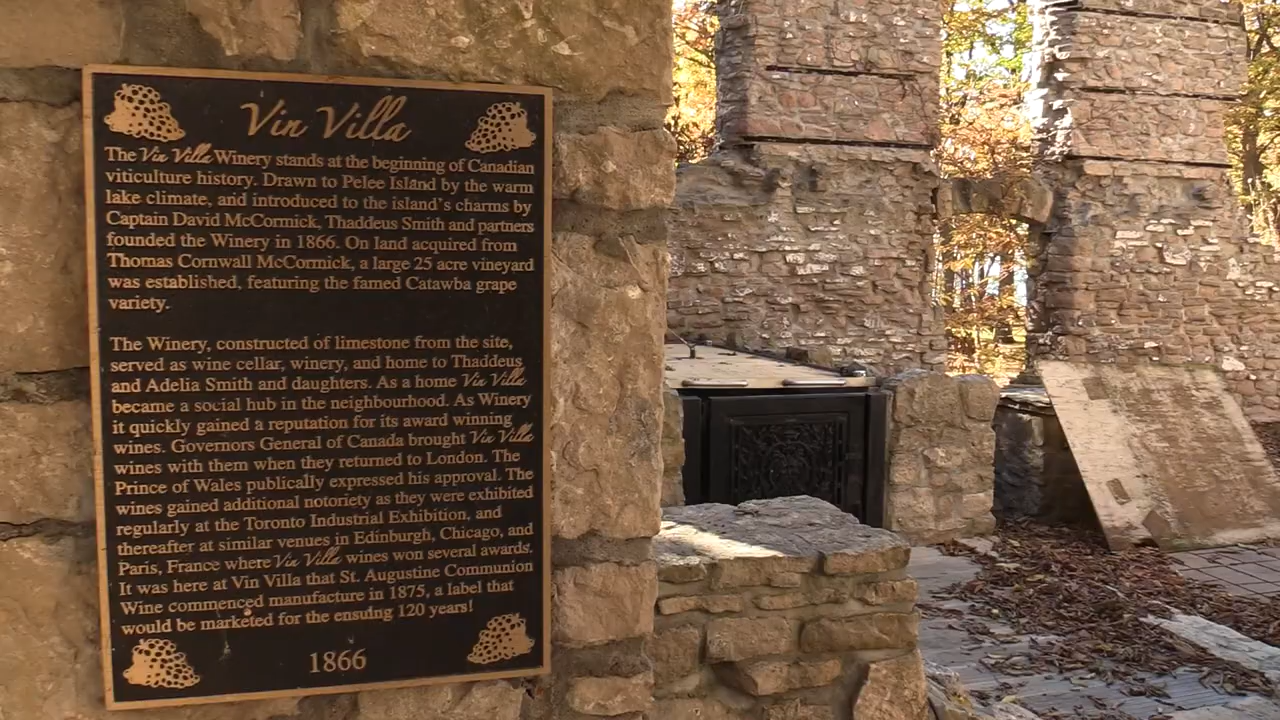 Vin Villa
The Vin Villa Winery stands at the beginning of Canadian
viticulture history. Drawn to Pelee Island by the warm
lake climate, and introduced to the island's charms by
Captain David McCormick, Thaddeus Smith and partners
founded the Winery in 1866. On land acquired from
Thomas Cornwall McCormick, a large 25 acre vineyard
was established, featuring the famed Catawba grape
variety.
The Winery, constructed of limestone from the site,
served as wine cellar, winery, and home to Thaddeus
and Adelia Smith and daughters. As a home Vin Villa
became a social hub in the neighbourhood. As Winery
it quickly gained a reputation for its award winning
wines. Governors General of Canada brought Vin Villa
wines with them when they returned to London. The
Prince of Wales publically expressed his approval. The
wines gained additional notoriety as they were exhibited
regularly at the Toronto Industrial Exhibition, and
thereafter at similar venues in Edinburgh, Chicago, and
Paris, France where Vin Villa wines won several awards.
It was here at Vin Villa that St. Augustine Communion
Wine commenced manufacture in 1875, a label that
would be marketed for the ensuing 120 years!
1866